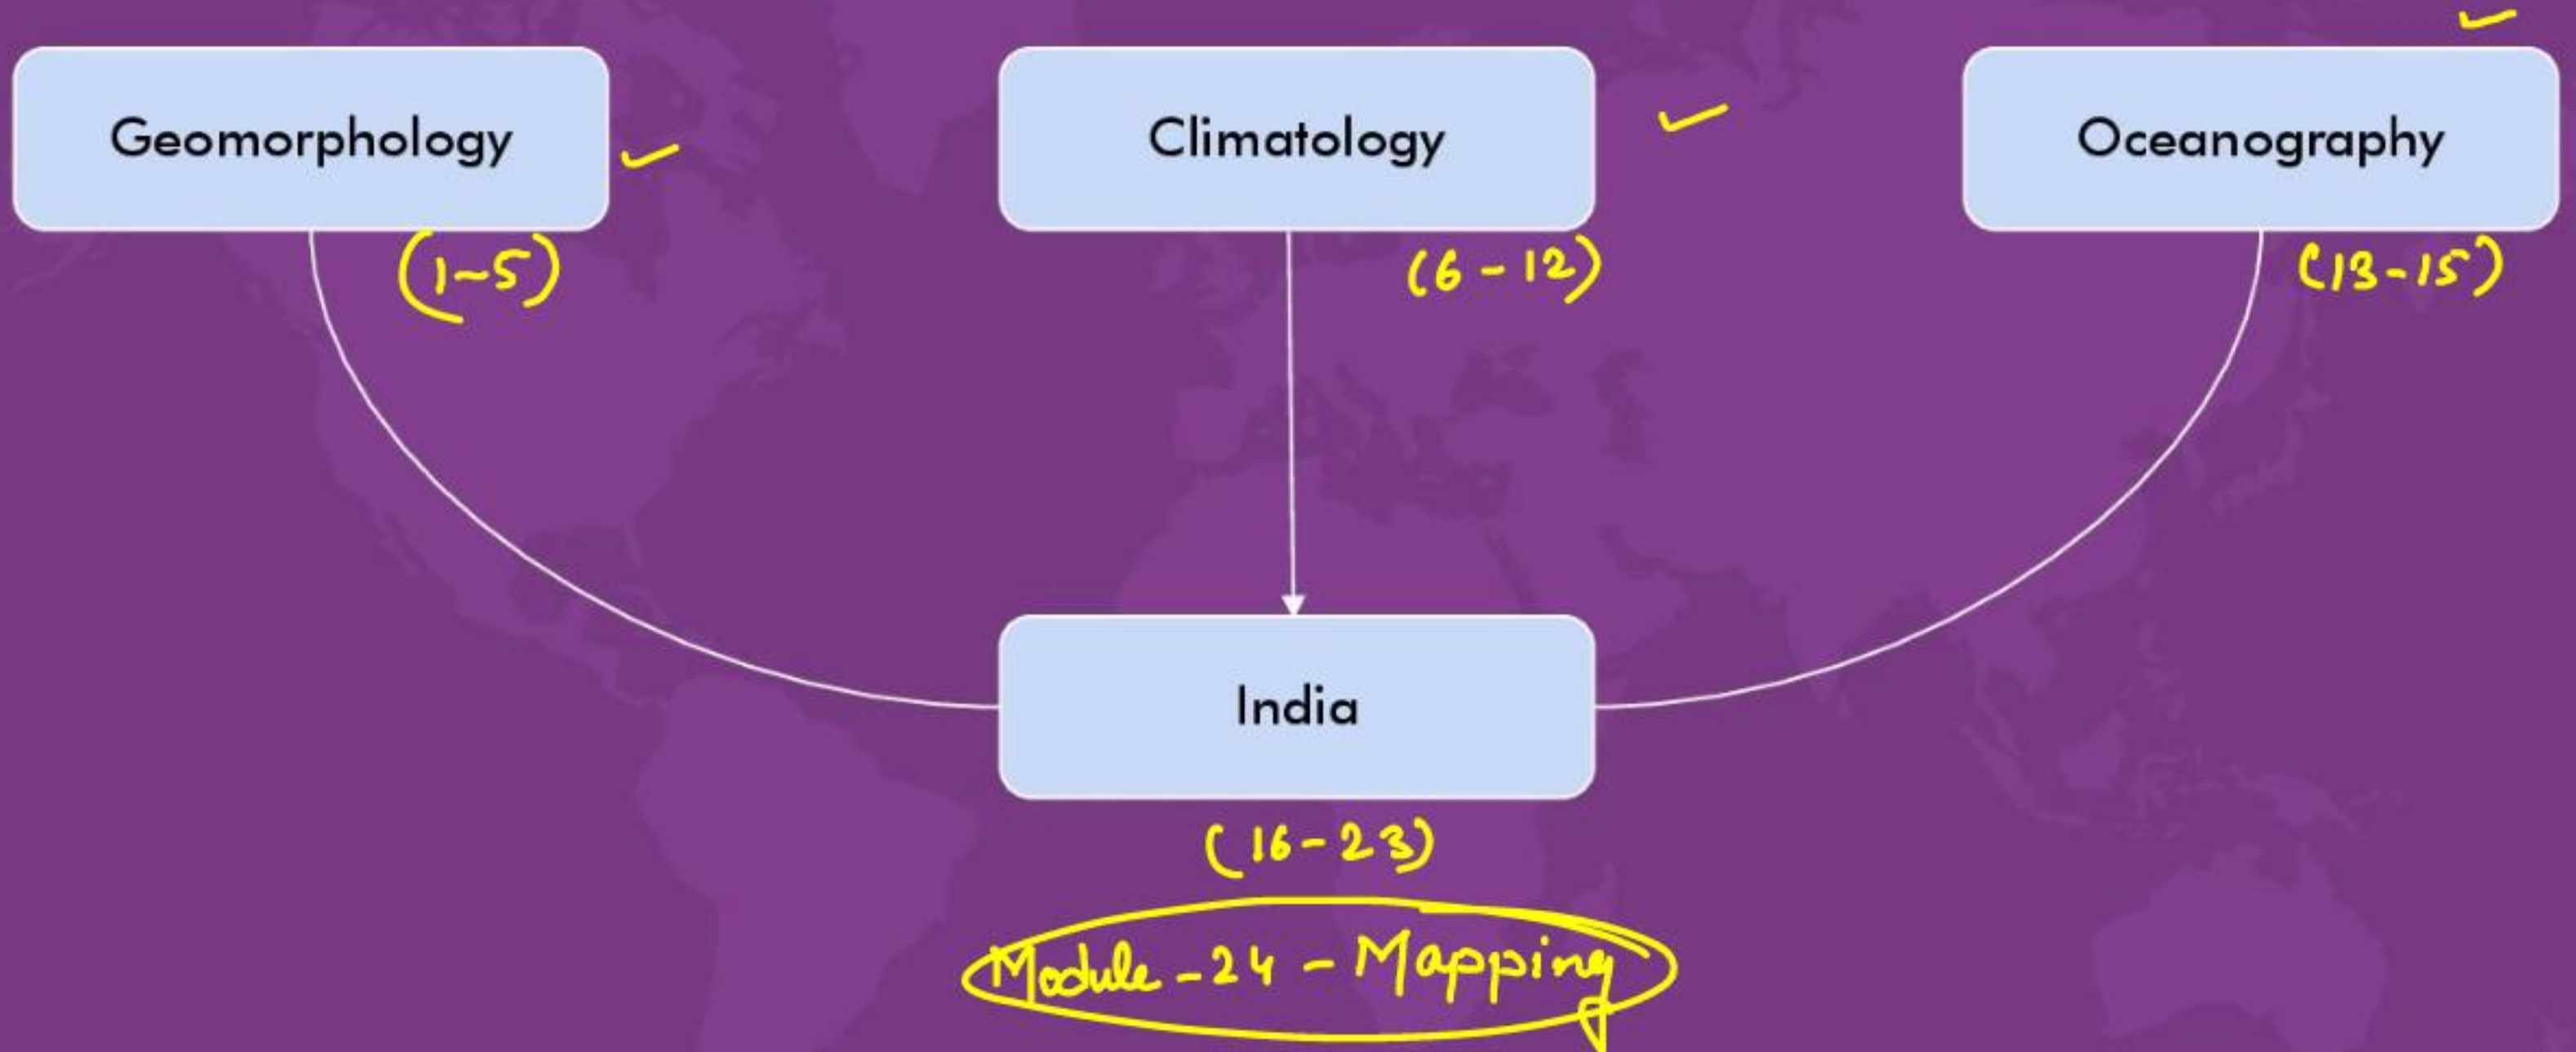 Geomorphology
Climatology
Oceanography
(1-5)
(6-12)
(13-15)
India
(16-23)
Module-24-Mapping